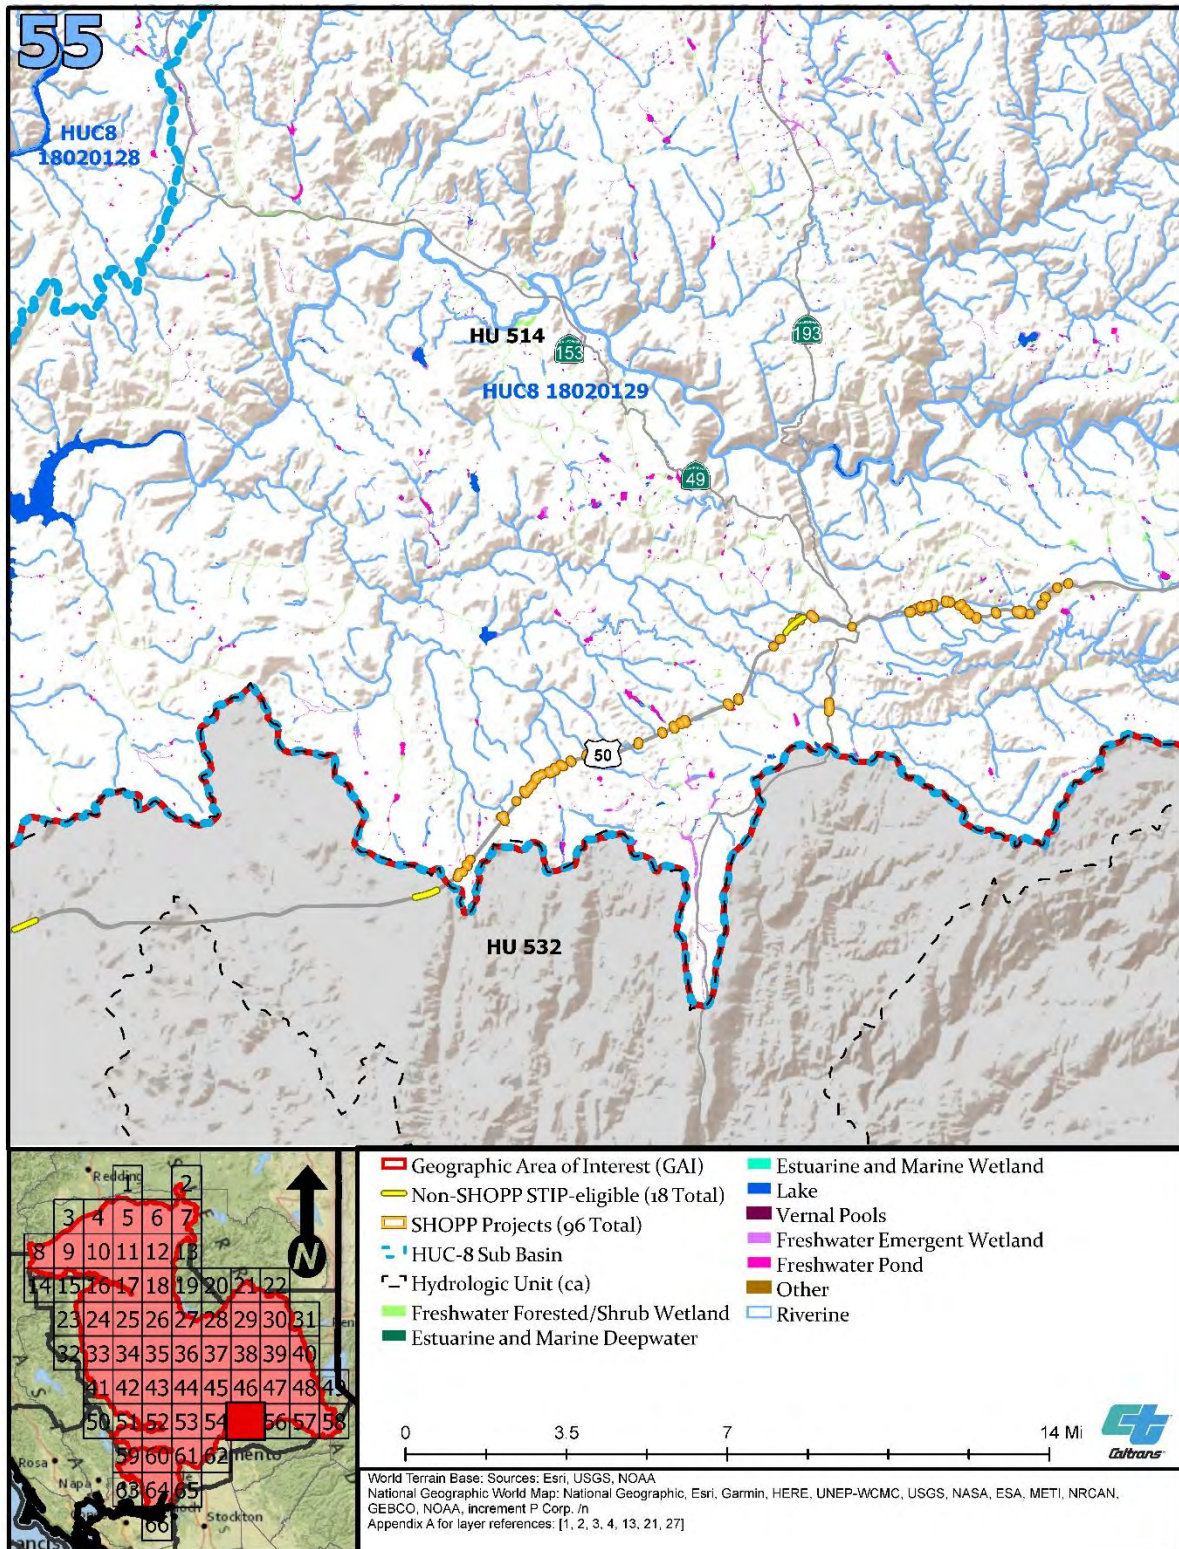 55
HUC8
18020128
HU 514
153
193
HUC8 18020129
49
50
HU 532
Redding
1
2
3 4 5 6 7
8 9 10 11 12 13
14 15 16 17 18 19 20 21 22
23 24 25 26 27 28 29 30 31
32 33 34 35 36 37 38 39 40
41 42 43 44 45 46 47 48 49
50 51 52 53 54 56 57 58
59 60 61 62
Rosa
Napa
63 64 65
66
Stockton
N
Geographic Area of Interest (GAI)
Non-SHOPP STIP-eligible (18 Total)
SHOPP Projects (96 Total)
HUC-8 Sub Basin
Hydrologic Unit (ca)
Freshwater Forested/Shrub Wetland
Estuarine and Marine Deepwater
Estuarine and Marine Wetland
Lake
Vernal Pools
Freshwater Emergent Wetland
Freshwater Pond
Other
Riverine
0 3.5 7 14 Mi
Caltrans
World Terrain Base: Sources: Esri, USGS, NOAA
National Geographic World Map: National Geographic, Esri, Garmin, HERE, UNEP-WCMC, USGS, NASA, ESA, METI, NRCAN,
GEBCO, NOAA, increment P Corp. /n
Appendix A for layer references: [1, 2, 3, 4, 13, 21, 27]